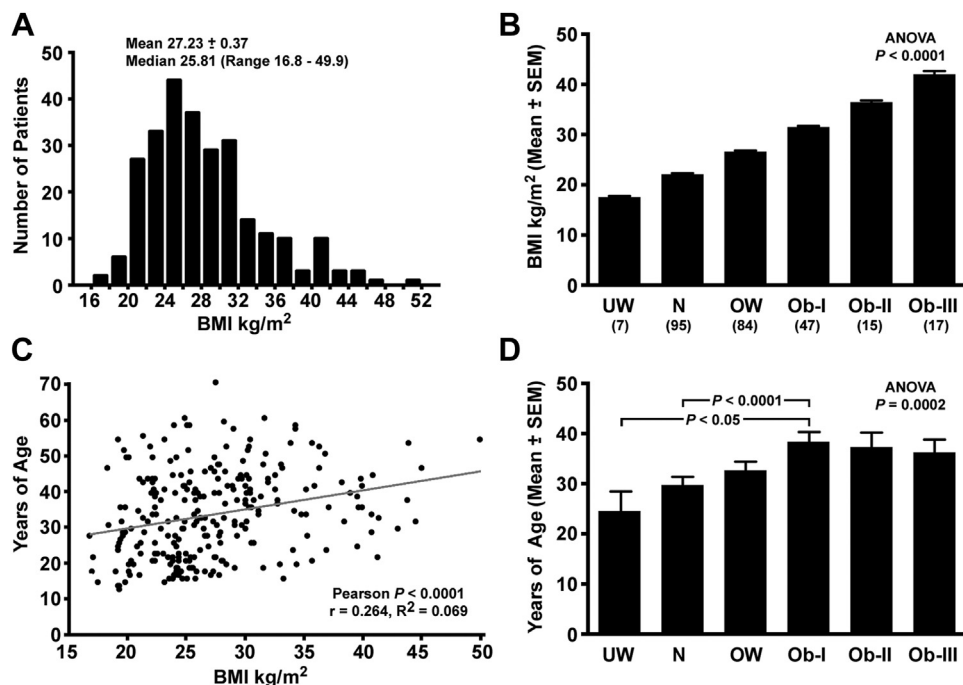 A
Mean 27.23 ± 0.37
Median 25.81 (Range 16.8 - 49.9)
Number of Patients
50
40
30
20
10
0
16 20 24 28 32 36 40 44 48 52
BMI kg/m²
B
ANOVA
P < 0.0001
BMI kg/m² (Mean ± SEM)
50
40
30
20
10
0
UW N OW Ob-I Ob-II Ob-III
(7) (95) (84) (47) (15) (17)
C
Years of Age
70
60
50
40
30
20
10
0
Pearson P < 0.0001
r = 0.264, R² = 0.069
15 20 25 30 35 40 45 50
BMI kg/m²
D
ANOVA
P = 0.0002
P < 0.0001
P < 0.05
Years of Age (Mean ± SEM)
50
40
30
20
10
0
UW N OW Ob-I Ob-II Ob-III